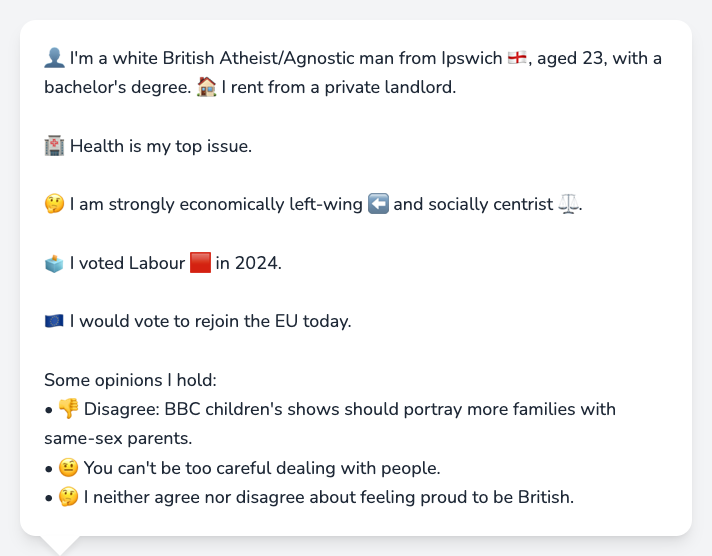 👤 I'm a white British Atheist/Agnostic man from Ipswich 🏴󠁧󠁢󠁥󠁮󠁧󠁿, aged 23, with a
bachelor's degree. 🏠 I rent from a private landlord.
🏥 Health is my top issue.
🤔 I am strongly economically left-wing ⬅️ and socially centrist ⚖️.
🗳️ I voted Labour 🟥 in 2024.
🇪🇺 I would vote to rejoin the EU today.
Some opinions I hold:
• 👎 Disagree: BBC children's shows should portray more families with
same-sex parents.
• 🤨 You can't be too careful dealing with people.
• 🤔 I neither agree nor disagree about feeling proud to be British.